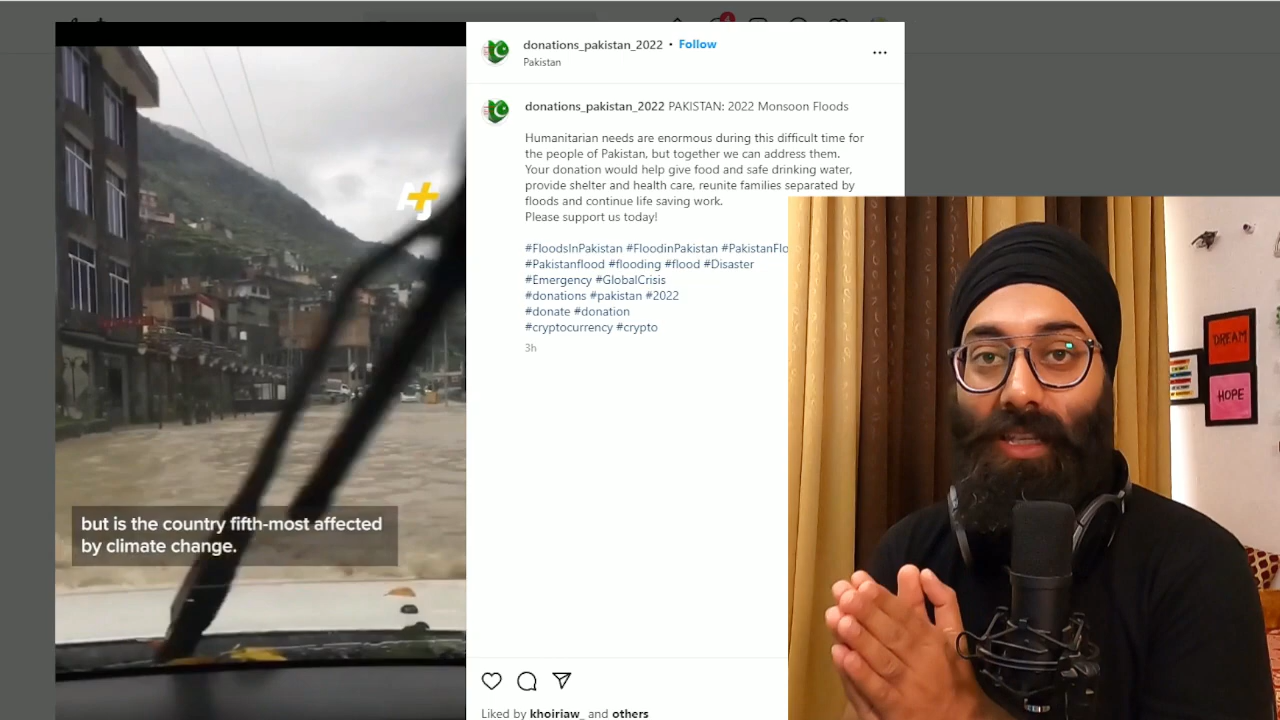 donations_pakistan_2022 • Follow
Pakistan
donations_pakistan_2022 PAKISTAN: 2022 Monsoon Floods
Humanitarian needs are enormous during this difficult time for
the people of Pakistan, but together we can address them.
Your donation would help give food and safe drinking water,
provide shelter and health care, reunite families separated by
floods and continue life saving work.
Please support us today!
#FloodsInPakistan #FloodinPakistan #PakistanFlo
#Pakistanflood #flooding #flood #Disaster
#Emergency #GlobalCrisis
#donations #pakistan #2022
#donate #donation
#cryptocurrency #crypto
3h
Liked by khoiriaw_ and others
AJ+
but is the country fifth-most affected
by climate change.
DREAM
HOPE